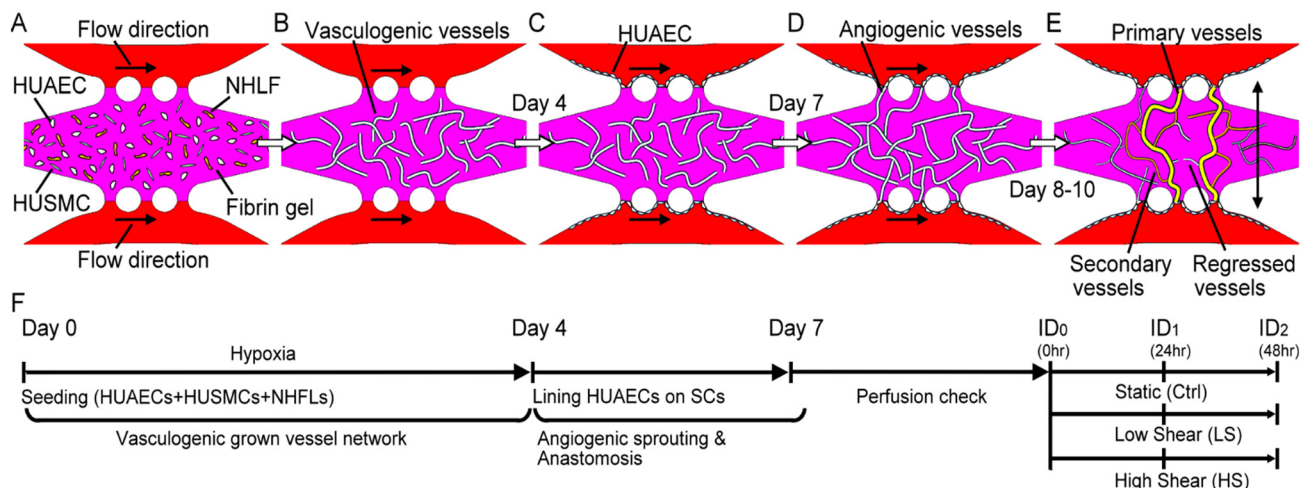 A
Flow direction
HUAEC
NHLF
HUSMC
Fibrin gel
Flow direction
B
Vasculogenic vessels
Day 4
C
HUAEC
Day 7
D
Angiogenic vessels
Day 8-10
E
Primary vessels
Secondary
vessels
Regressed
vessels
F
Day 0
Day 4
Day 7
ID0
(0hr)
ID1
(24hr)
ID2
(48hr)
Hypoxia
Seeding (HUAECs+HUSMCs+NHFLs)
Lining HUAECs on SCs
Perfusion check
Static (Ctrl)
Vasculogenic grown vessel network
Angiogenic sprouting &
Anastomosis
Low Shear (LS)
High Shear (HS)